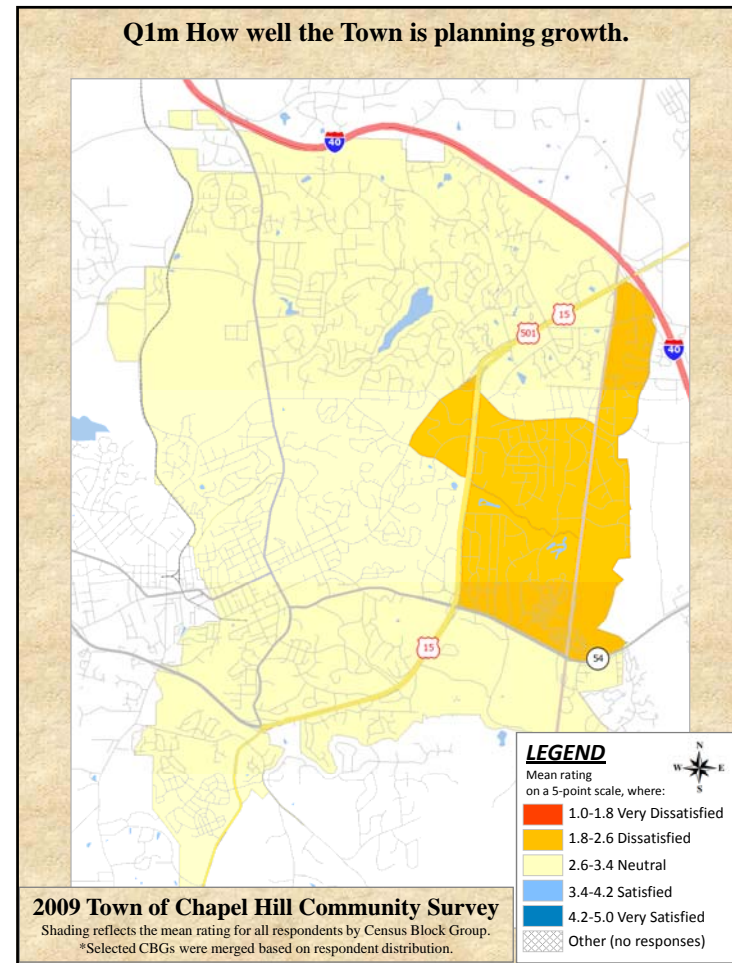 Q1m How well the Town is planning growth.
40
15
501
40
15
54
LEGEND
N
W E
S
Mean rating
on a 5-point scale, where:
1.0-1.8 Very Dissatisfied
1.8-2.6 Dissatisfied
2.6-3.4 Neutral
3.4-4.2 Satisfied
4.2-5.0 Very Satisfied
Other (no responses)
2009 Town of Chapel Hill Community Survey
Shading reflects the mean rating for all respondents by Census Block Group.
*Selected CBGs were merged based on respondent distribution.